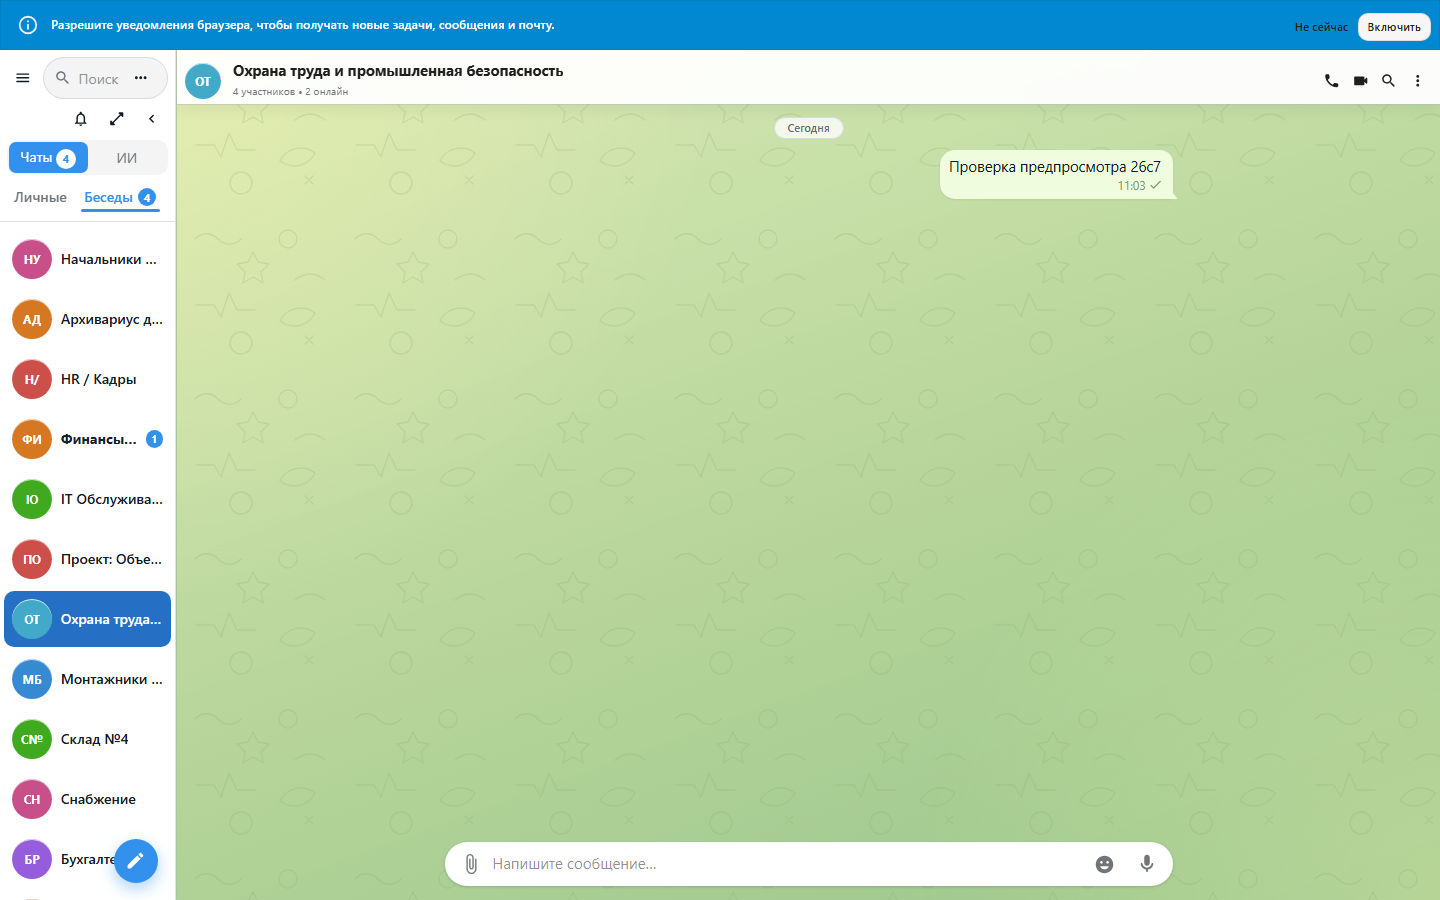 Разрешите уведомления браузера, чтобы получать новые задачи, сообщения и почту.
Не сейчас
Включить
Поиск
Чаты 4
ИИ
Личные
Беседы 4
НУ
Начальники ...
АД
Архивариус д...
Н/
HR / Кадры
ФИ
Финансы...
1
IO
IT Обслужива...
ПО
Проект: Объе...
ОТ
Охрана труда...
МБ
Монтажники ...
С№
Склад №4
СН
Снабжение
БР
Бухгалте
ОТ
Охрана труда и промышленная безопасность
4 участников • 2 онлайн
Сегодня
Проверка предпросмотра 26с7
11:03
Напишите сообщение...